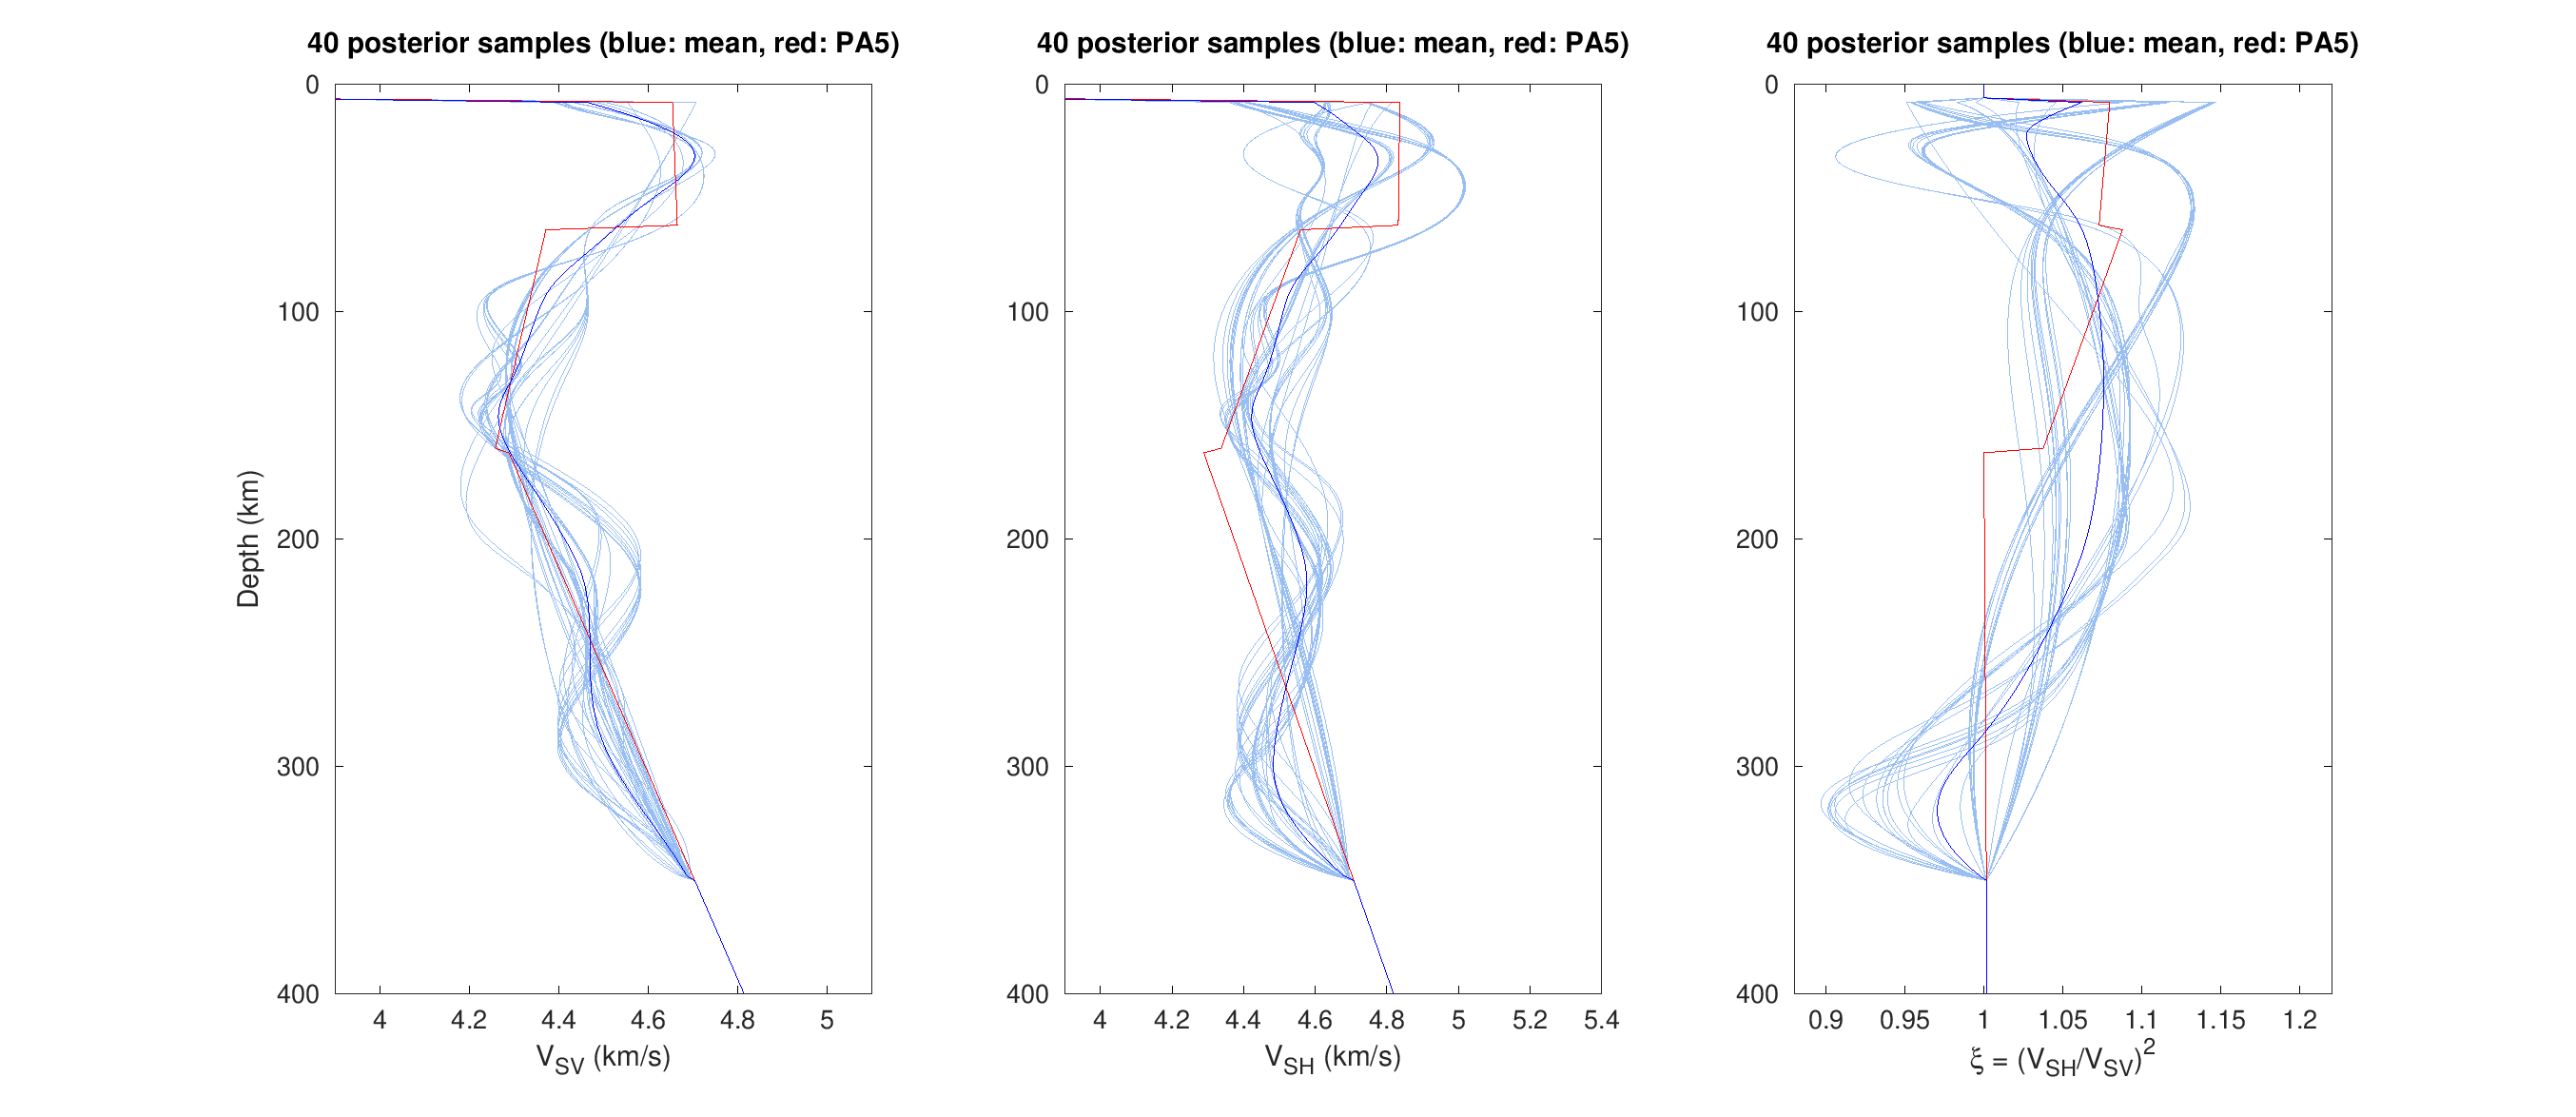 40 posterior samples (blue: mean, red: PA5)
0
100
200
300
400
Depth (km)
4 4.2 4.4 4.6 4.8 5
V_SV (km/s)
40 posterior samples (blue: mean, red: PA5)
0
100
200
300
400
4 4.2 4.4 4.6 4.8 5 5.2 5.4
V_SH (km/s)
40 posterior samples (blue: mean, red: PA5)
0
100
200
300
400
0.9 0.95 1 1.05 1.1 1.15 1.2
ξ = (V_SH/V_SV)^2